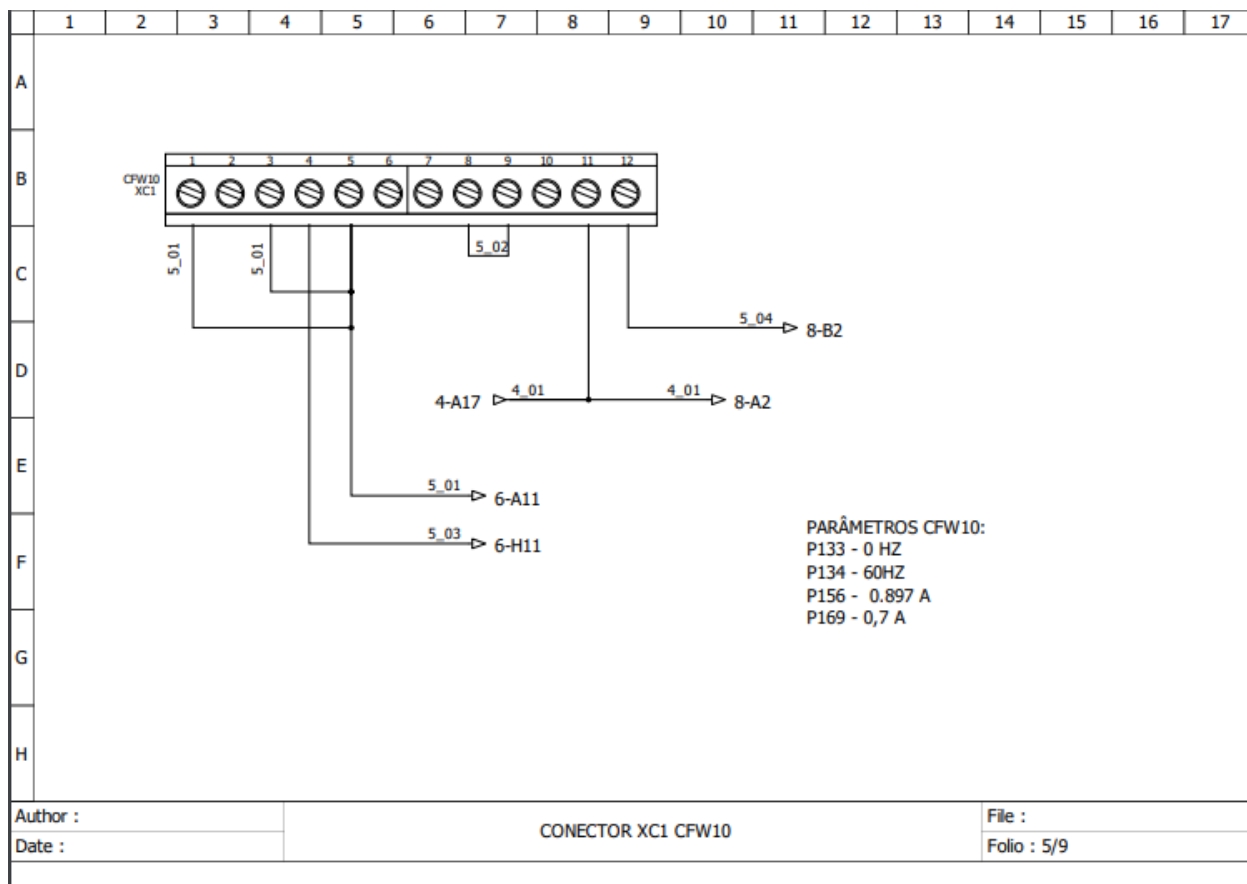 1 2 3 4 5 6 7 8 9 10 11 12 13 14 15 16 17
A
B
C
D
E
F
G
H
1 2 3 4 5 6 7 8 9 10 11 12
CFW10
XC1
5_01
5_01
5_02
5_04
8-B2
4-A17
4_01
4_01
8-A2
5_01
6-A11
5_03
6-H11
PARÂMETROS CFW10:
P133 - 0 HZ
P134 - 60HZ
P156 - 0.897 A
P169 - 0,7 A
Author :
Date :
CONECTOR XC1 CFW10
File :
Folio : 5/9